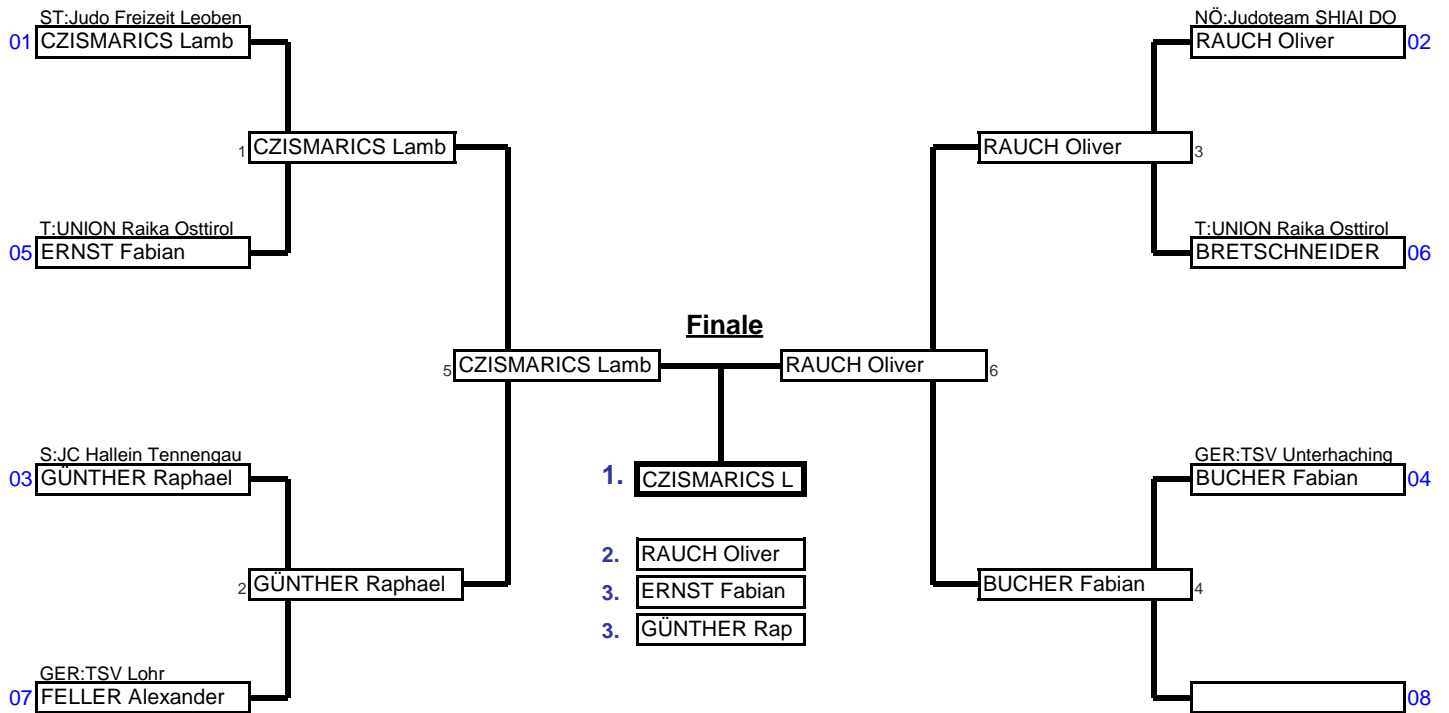 ST:Judo Freizeit Leoben
01 CZISMARICS Lamb
NÖ:Judoteam SHIAI DO
RAUCH Oliver 02
1 CZISMARICS Lamb
RAUCH Oliver 3
T:UNION Raika Osttirol
05 ERNST Fabian
T:UNION Raika Osttirol
BRETSCHNEIDER 06
Finale
5 CZISMARICS Lamb
RAUCH Oliver 6
S:JC Hallein Tennengau
03 GÜNTHER Raphael
1. CZISMARICS L
GER:TSV Unterhaching
BUCHER Fabian 04
2. RAUCH Oliver
2 GÜNTHER Raphael
3. ERNST Fabian
BUCHER Fabian 4
3. GÜNTHER Rap
GER:TSV Lohr
07 FELLER Alexander
08